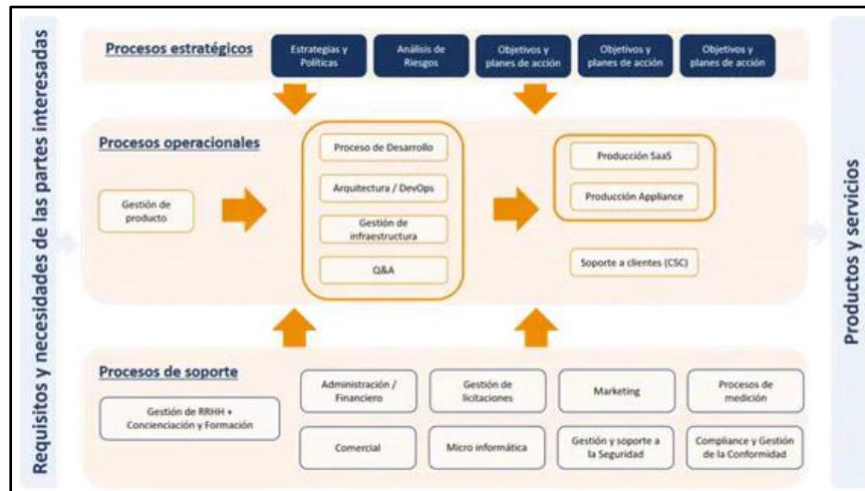 Requisitos y necesidades de las partes interesadas
Procesos estratégicos
Estrategias y
Políticas
Análisis de
Riesgos
Objetivos y
planes de acción
Objetivos y
planes de acción
Objetivos y
planes de acción
Procesos operacionales
Gestión de
producto
Proceso de Desarrollo
Arquitectura / DevOps
Gestión de
infraestructura
Q&A
Producción SaaS
Producción Appliance
Soporte a clientes (CSC)
Procesos de soporte
Gestión de RRHH +
Concienciación y Formación
Administración /
Financiero
Gestión de
licitaciones
Marketing
Procesos de
medición
Comercial
Micro informática
Gestión y soporte a
la Seguridad
Compliance y Gestión
de la Conformidad
Productos y servicios